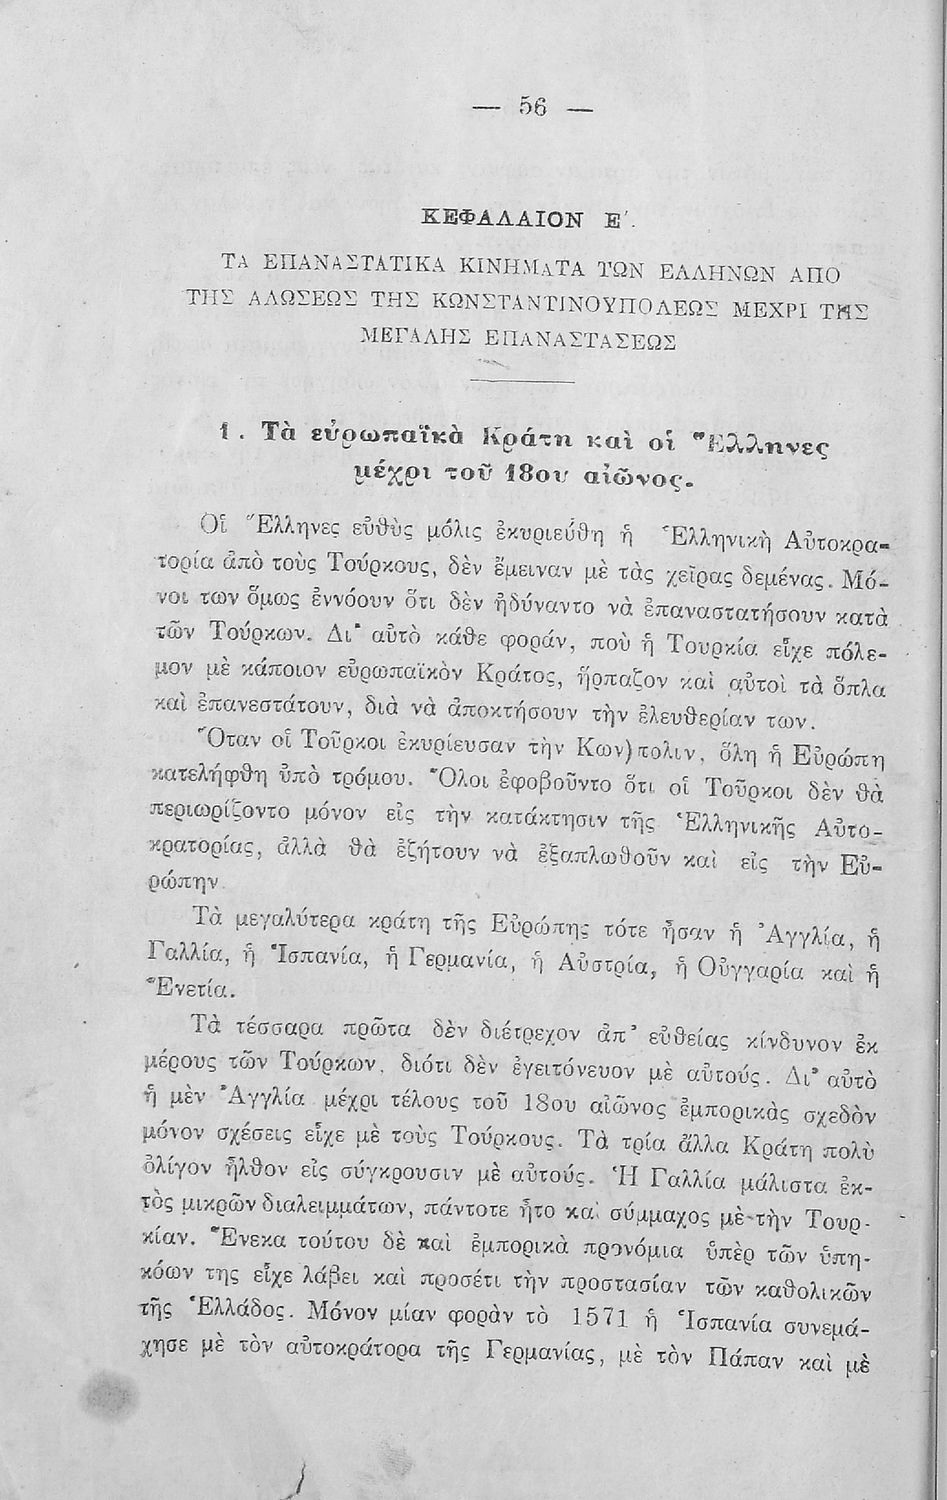 — 56 —
ΚΕΦΑΛΑΙΟΝ Ε΄.
ΤΑ ΕΠΑΝΑΣΤΑΤΙΚΑ ΚΙΝΗΜΑΤΑ ΤΩΝ ΕΛΛΗΝΩΝ ΑΠΟ
ΤΗΣ ΑΛΩΣΕΩΣ ΤΗΣ ΚΩΝΣΤΑΝΤΙΝΟΥΠΟΛΕΩΣ ΜΕΧΡΙ ΤΗΣ
ΜΕΓΑΛΗΣ ΕΠΑΝΑΣΤΑΣΕΩΣ
1. Τὰ εὐρωπαϊκὰ Κράτη καὶ οἱ Ἕλληνες
μέχρι τοῦ 18ου αἰῶνος.
Οἱ Ἕλληνες εὐθὺς μόλις ἐκυριεύθη ἡ Ἑλληνικὴ Αὐτοκρα-
τορία ἀπὸ τοὺς Τούρκους, δὲν ἔμειναν μὲ τὰς χεῖρας δεμένας. Μό-
νοι των ὅμως ἐννόουν ὅτι δὲν ἠδύναντο νὰ ἐπαναστατήσουν κατὰ
τῶν Τούρκων. Δι᾿ αὐτὸ κάθε φοράν, ποὺ ἡ Τουρκία εἶχε πόλε-
μον μὲ κάποιον εὐρωπαϊκὸν Κράτος, ἥρπαζον καὶ αὐτοὶ τὰ ὅπλα
καὶ ἐπανεστάτουν, διὰ νὰ ἀποκτήσουν τὴν ἐλευθερίαν των.
Ὅταν οἱ Τοῦρκοι ἐκυρίευσαν τὴν Κων)πολιν, ὅλη ἡ Εὐρώπη
κατελήφθη ὑπὸ τρόμου. Ὅλοι ἐφοβοῦντο ὅτι οἱ Τοῦρκοι δὲν θὰ
περιωρίζοντο μόνον εἰς τὴν κατάκτησιν τῆς Ἑλληνικῆς Αὐτο-
κρατορίας, ἀλλὰ θὰ ἐζήτουν νὰ ἐξαπλωθοῦν καὶ εἰς τὴν Εὐ-
ρώπην.
Τὰ μεγαλύτερα κράτη τῆς Εὐρώπης τότε ἦσαν ἡ Ἀγγλία, ἡ
Γαλλία, ἡ Ἱσπανία, ἡ Γερμανία, ἡ Αὐστρία, ἡ Οὑγγαρία καὶ ἡ
Ἑνετία.
Τὰ τέσσαρα πρῶτα δὲν διέτρεχον ἀπ᾿ εὐθείας κίνδυνον ἐκ
μέρους τῶν Τούρκων, διότι δὲν ἐγειτόνευον μὲ αὐτούς. Δι᾿ αὐτὸ
ἡ μὲν Ἀγγλία μέχρι τέλους τοῦ 18ου αἰῶνος ἐμπορικὰς σχεδὸν
μόνον σχέσεις εἶχε μὲ τοὺς Τούρκους. Τὰ τρία ἄλλα Κράτη πολὺ
ὀλίγον ἦλθον εἰς σύγκρουσιν μὲ αὐτούς. Ἡ Γαλλία μάλιστα ἐκ-
τὸς μικρῶν διαλειμμάτων, πάντοτε ἦτο καὶ σύμμαχος μὲ τὴν Τουρ-
κίαν. Ἕνεκα τούτου δὲ καὶ ἐμπορικὰ προνόμια ὑπὲρ τῶν ὑπη-
κόων της εἶχε λάβει καὶ προσέτι τὴν προστασίαν τῶν καθολικῶν
τῆς Ἑλλάδος. Μόνον μίαν φορὰν τὸ 1571 ἡ Ἱσπανία συνεμά-
χησε μὲ τὸν αὐτοκράτορα τῆς Γερμανίας, μὲ τὸν Πάπαν καὶ μὲ